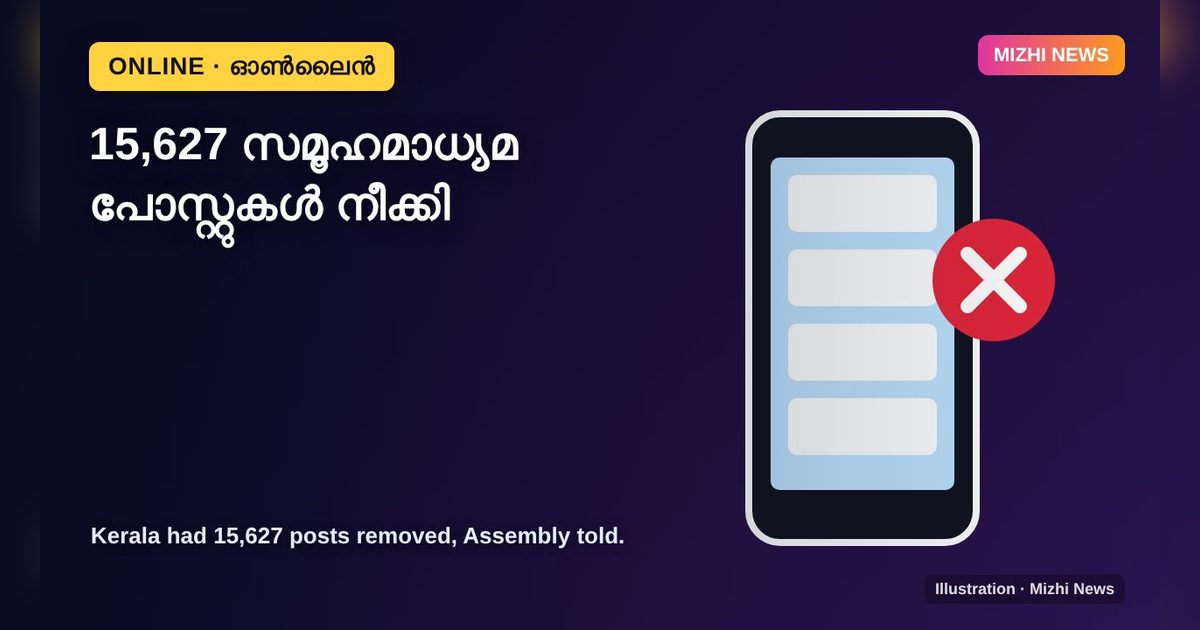 ONLINE · ഓൺലൈൻ
MIZHI NEWS
15,627 സമൂഹമാധ്യമ
പോസ്റ്റുകൾ നീക്കി
Kerala had 15,627 posts removed, Assembly told.
Illustration · Mizhi News